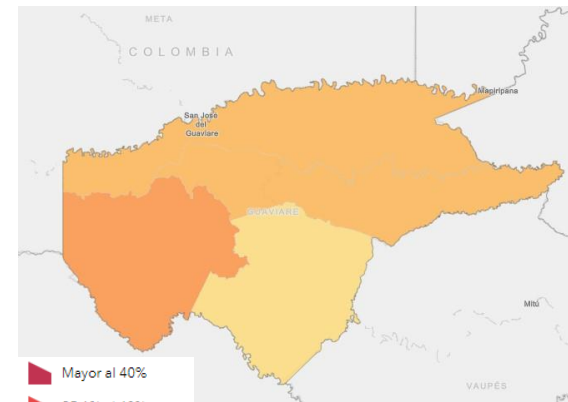 META
COLOMBIA
Mapiripana
San José
del
Guaviare
GUAVIARE
Mitú
Mayor al 40%
VAUPÉS